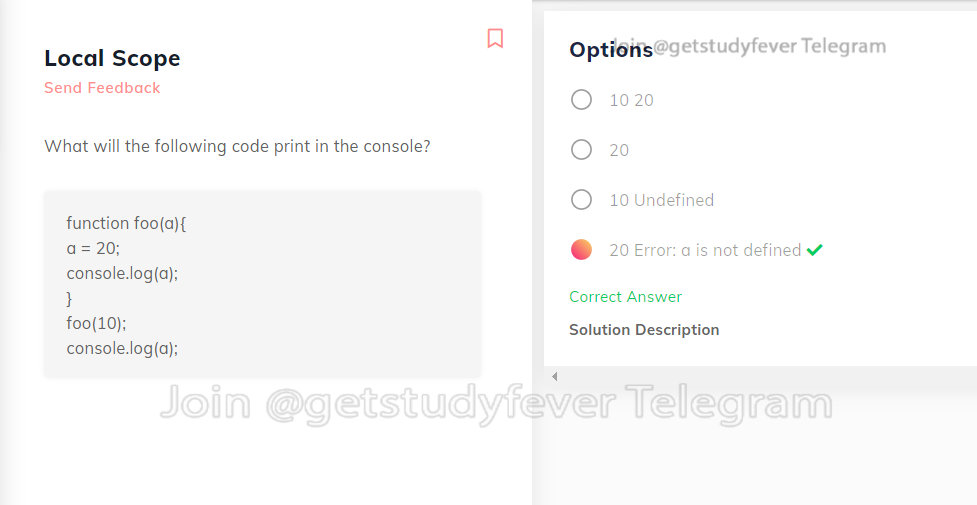 Local Scope
Send Feedback
What will the following code print in the console?
function foo(a){
a = 20;
console.log(a);
}
foo(10);
console.log(a);
Options
Join @getstudyfever Telegram
10 20
20
10 Undefined
20 Error: a is not defined
Correct Answer
Solution Description
Join @getstudyfever Telegram